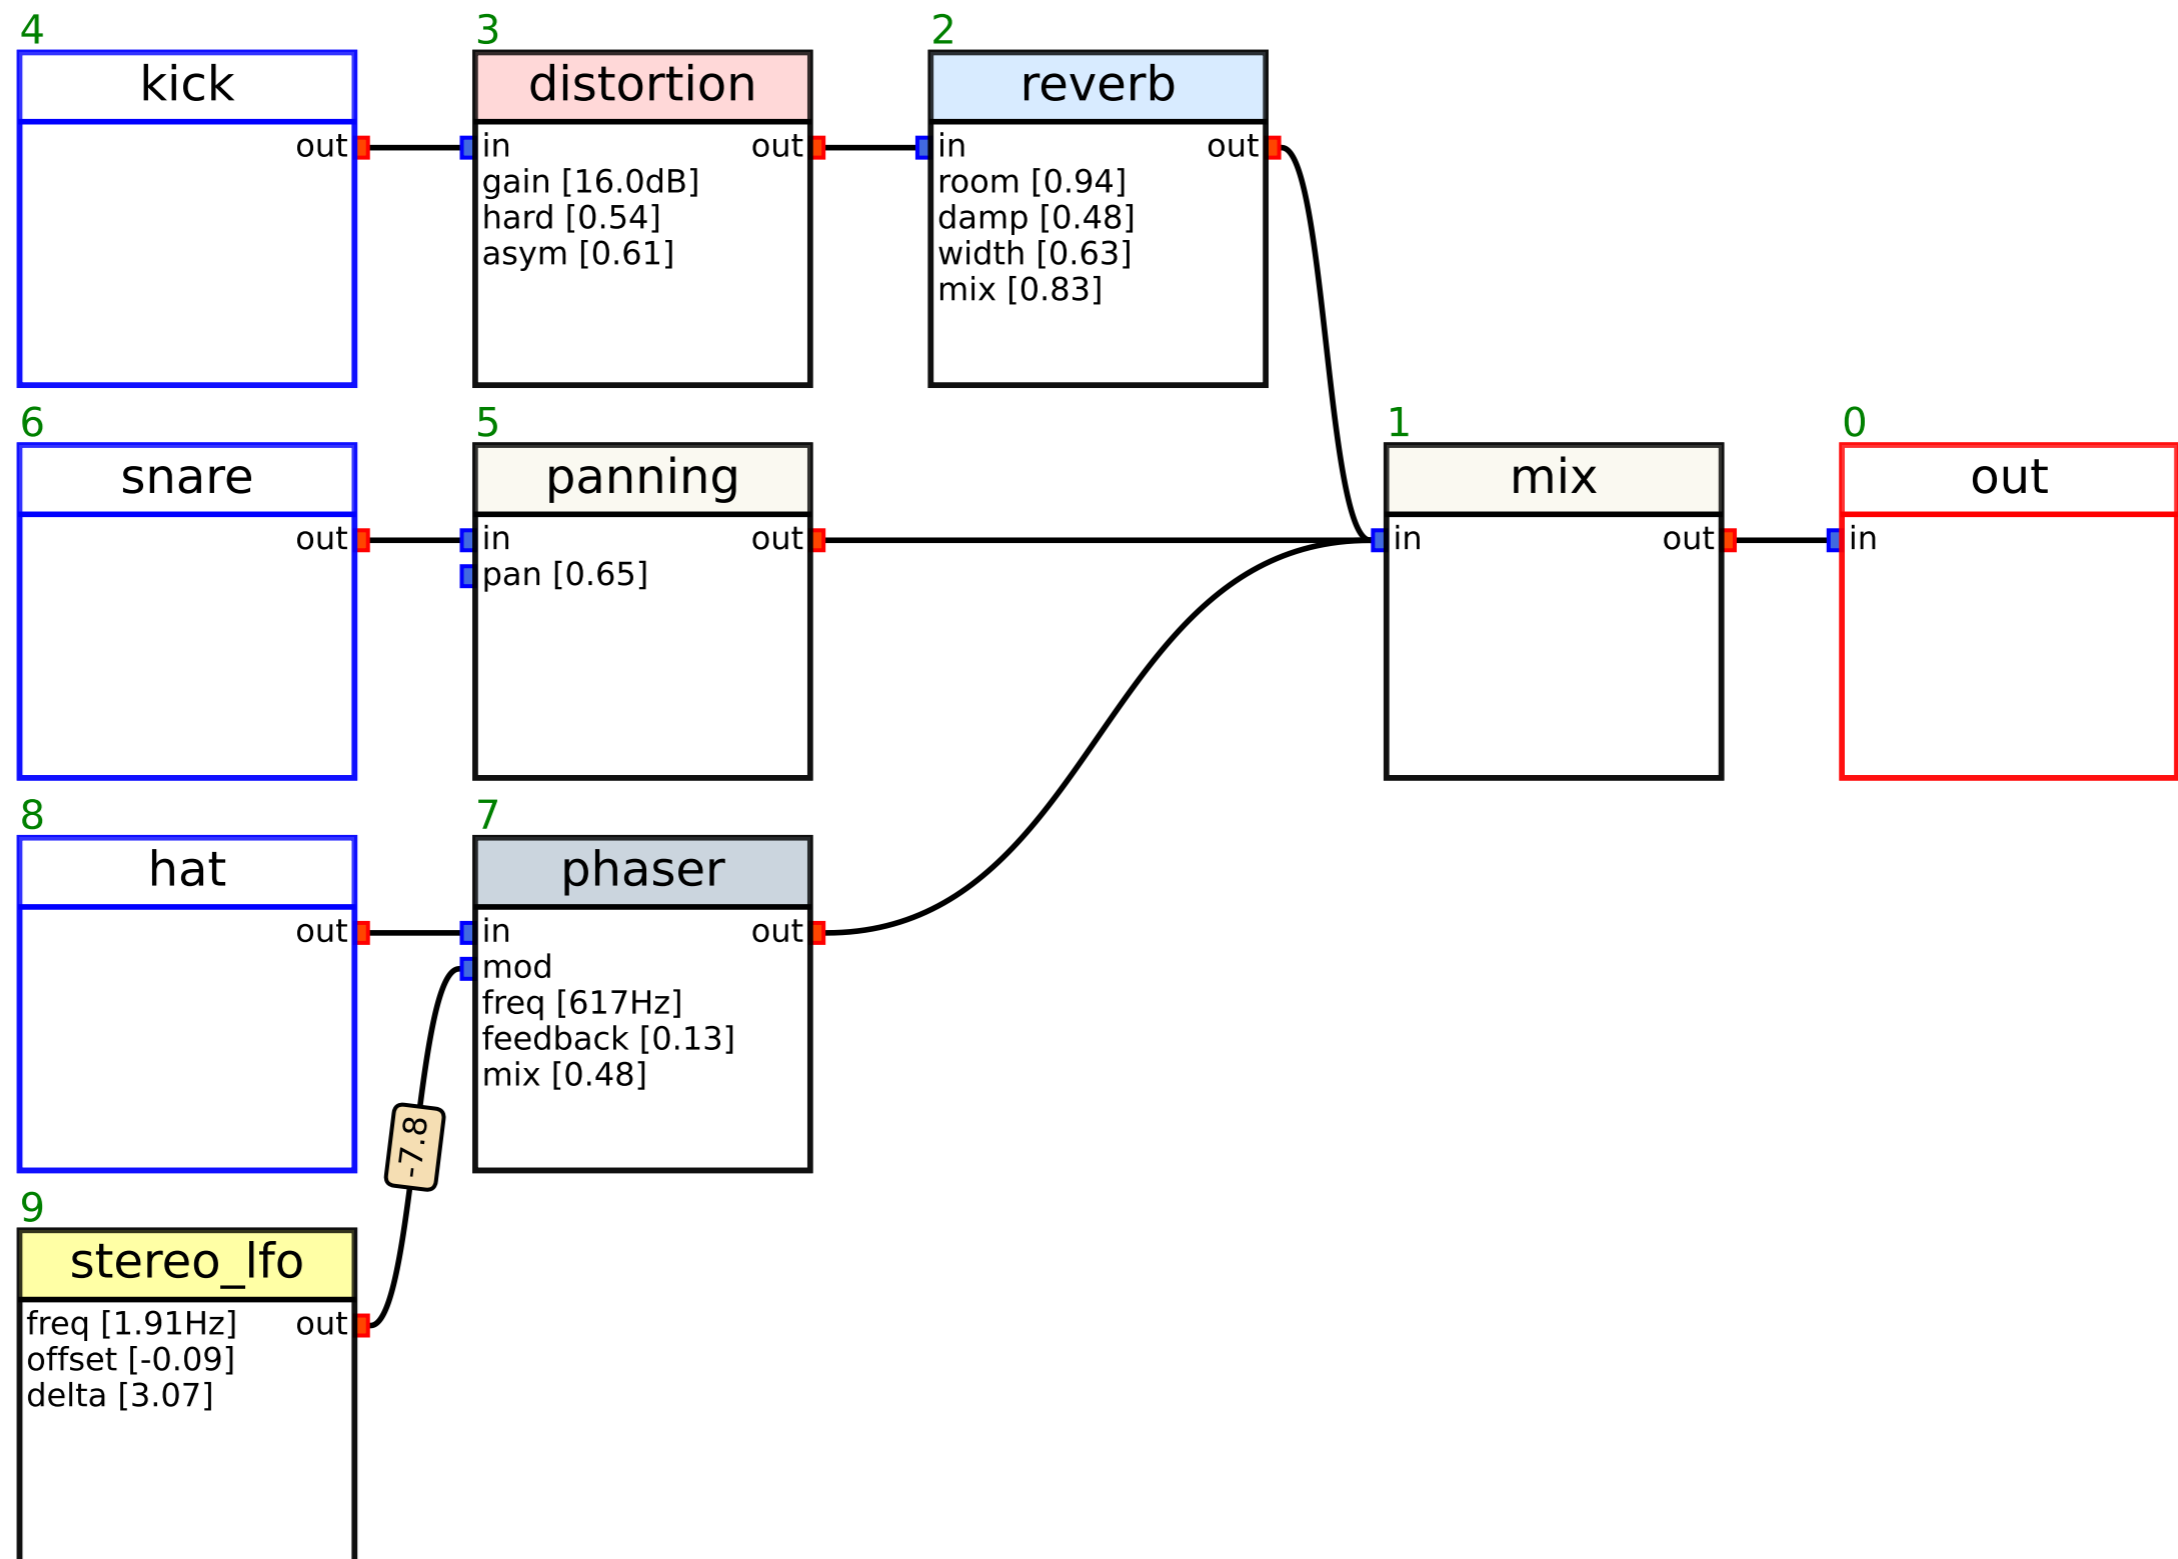 4
kick
out
3
distortion
in
out
gain [16.0dB]
hard [0.54]
asym [0.61]
2
reverb
in
out
room [0.94]
damp [0.48]
width [0.63]
mix [0.83]
6
snare
out
5
panning
in
out
pan [0.65]
1
mix
in
out
0
out
in
8
hat
out
7
phaser
in
out
mod
freq [617Hz]
feedback [0.13]
mix [0.48]
-7.8
9
stereo_lfo
freq [1.91Hz]
out
offset [-0.09]
delta [3.07]